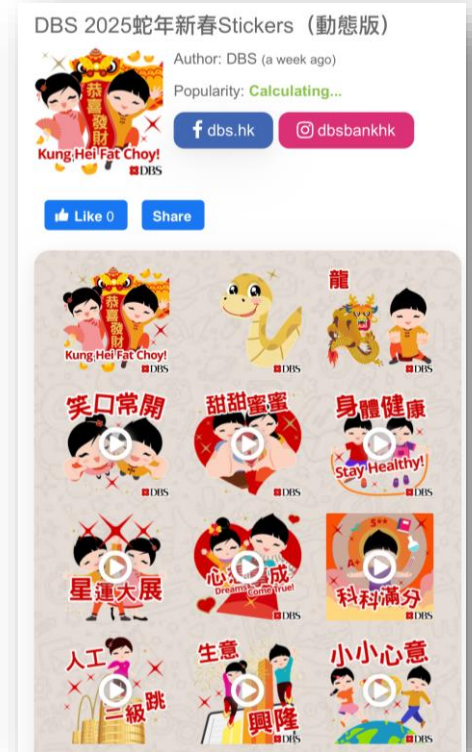 DBS 2025蛇年新春Stickers（動態版）
Author: DBS (a week ago)
Popularity: Calculating...
dbs.hk
dbsbankhk
恭喜發財
Kung Hei Fat Choy!
DBS
Like 0
Share
恭喜發財
Kung Hei Fat Choy!
DBS
DBS
龍
DBS
笑口常開
DBS
甜甜蜜蜜
DBS
身體健康
Stay Healthy!
DBS
星運大展
DBS
心想事成
Dreams come True!
DBS
5**
A+
科科滿分
DBS
人工
二級跳
DBS
生意
興隆
DBS
小小心意
DBS